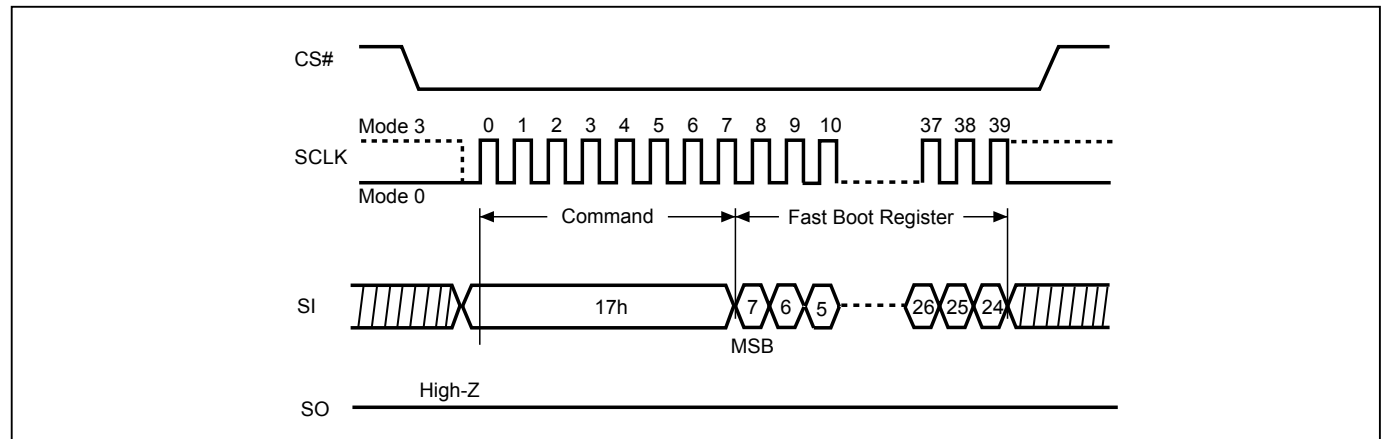 CS#
Mode 3
0 1 2 3 4 5 6 7 8 9 10 37 38 39
SCLK
Mode 0
Command Fast Boot Register
SI 17h 7 6 5 26 25 24
MSB
High-Z
SO